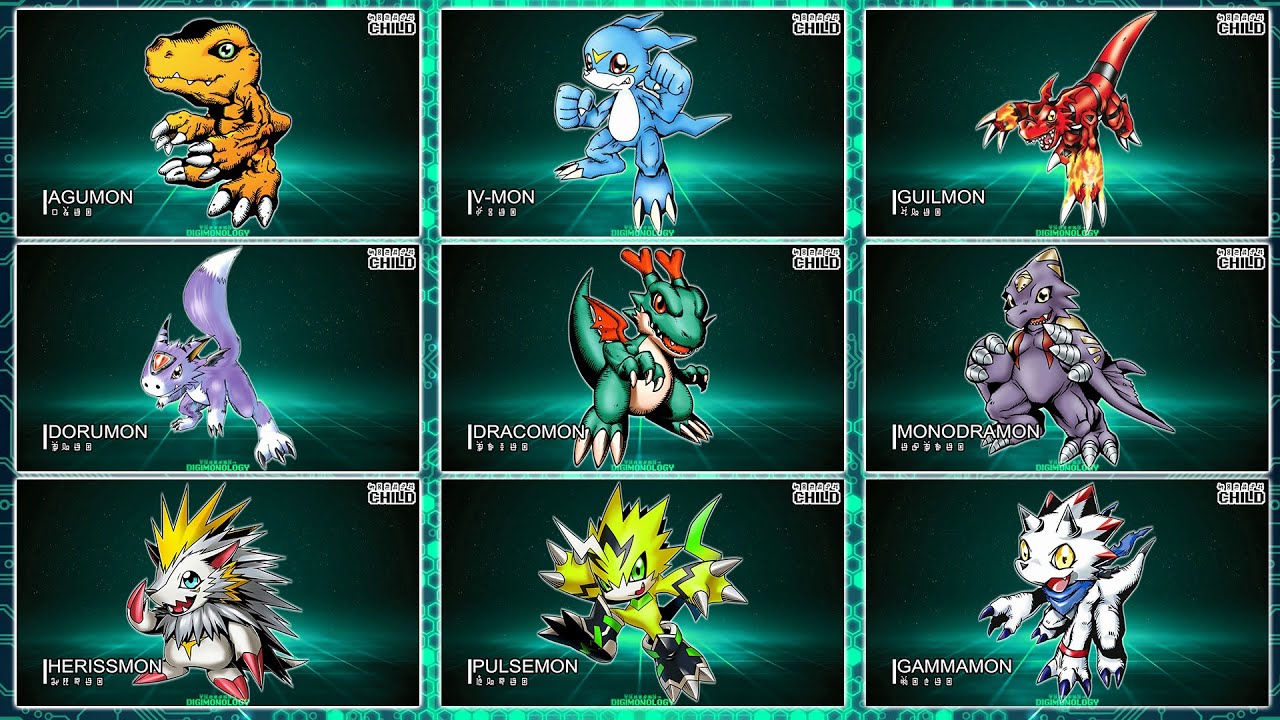 CHILD
AGUMON
DIGIMONOLOGY
CHILD
V-MON
DIGIMONOLOGY
CHILD
GUILMON
DIGIMONOLOGY
CHILD
DORUMON
DIGIMONOLOGY
CHILD
DRACOMON
DIGIMONOLOGY
CHILD
MONODRAMON
DIGIMONOLOGY
CHILD
HERISSMON
DIGIMONOLOGY
CHILD
PULSEMON
DIGIMONOLOGY
CHILD
GAMMAMON
DIGIMONOLOGY